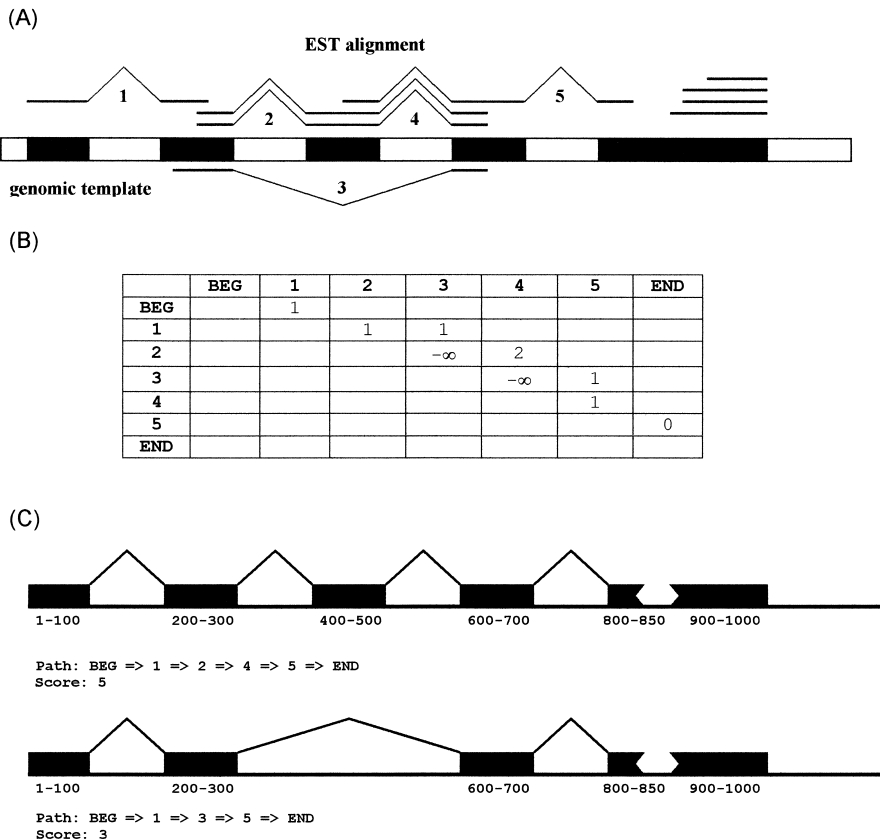 (A)
EST alignment
1
5
2
4
3
genomic template
(B)
BEG 1 2 3 4 5 END
BEG 1
1 1 1
2 -∞ 2
3 -∞ 1
4 1
5 0
END
(C)
1-100 200-300 400-500 600-700 800-850 900-1000
Path: BEG => 1 => 2 => 4 => 5 => END
Score: 5
1-100 200-300 600-700 800-850 900-1000
Path: BEG => 1 => 3 => 5 => END
Score: 3